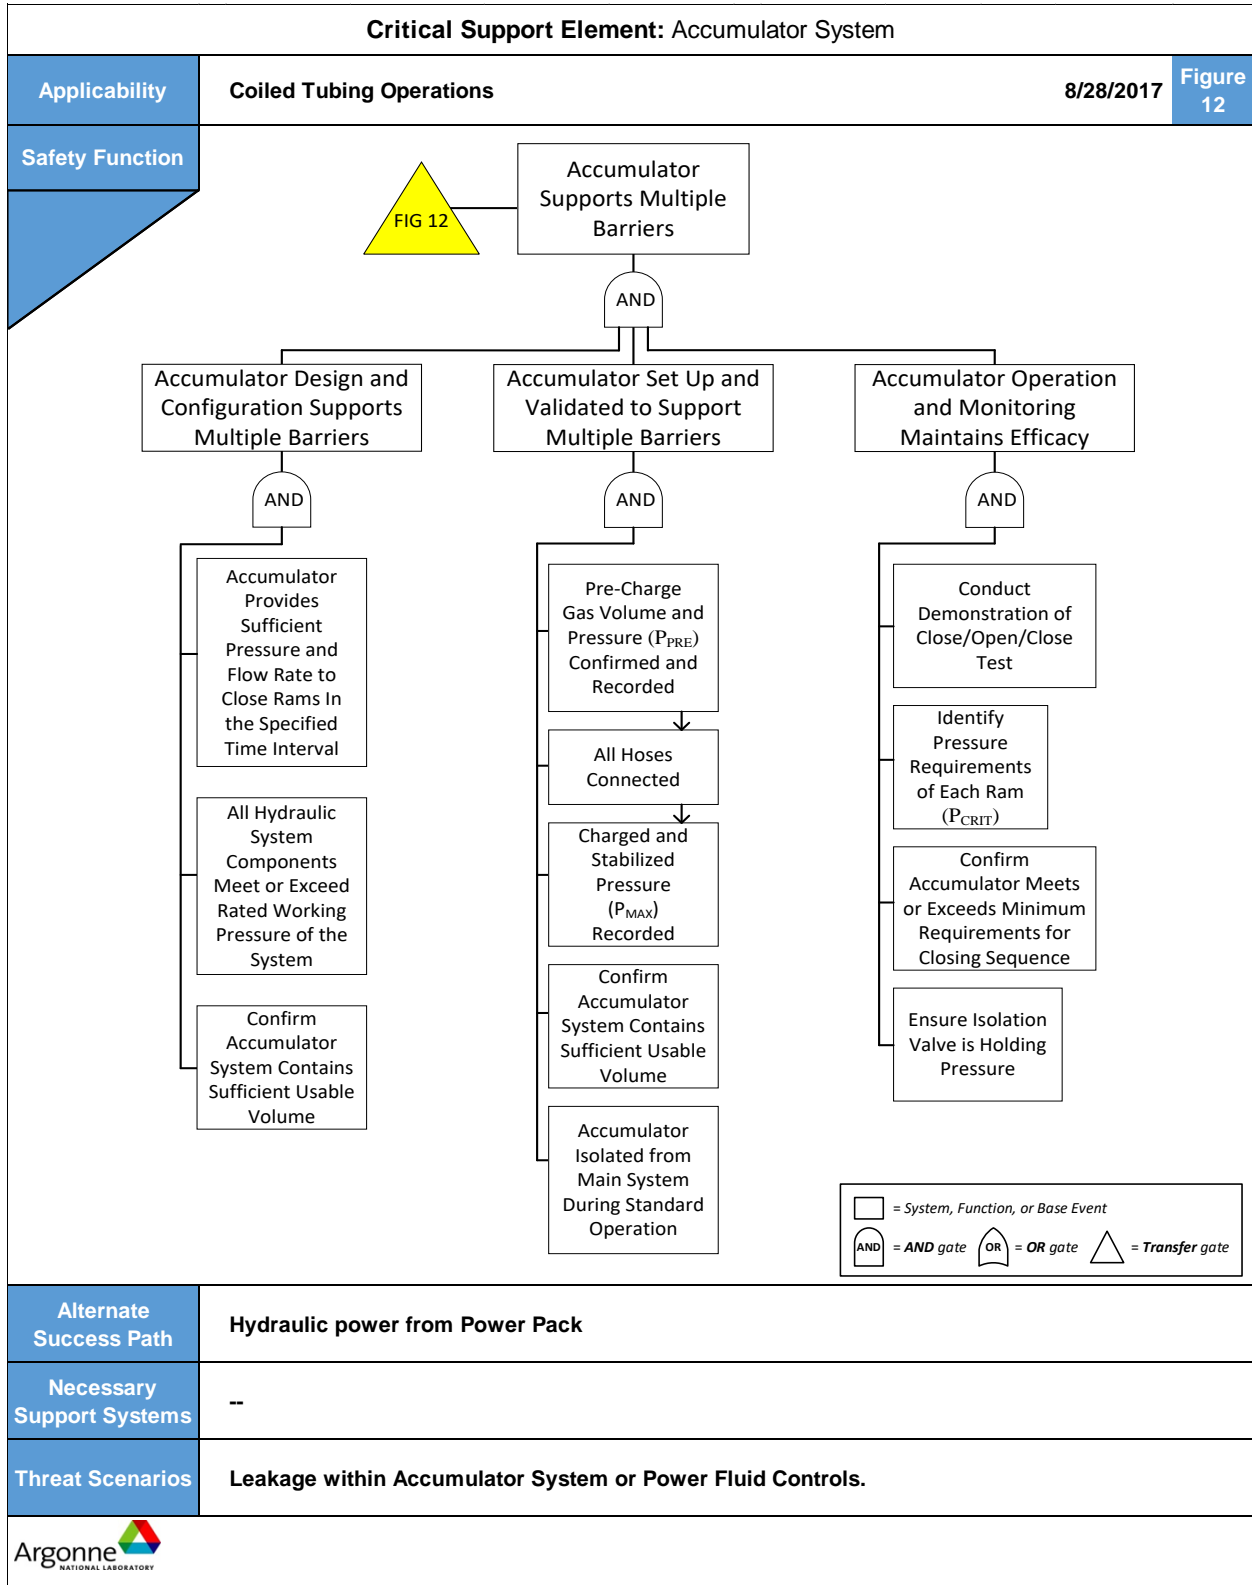 Critical Support Element: Accumulator System
Applicability
Coiled Tubing Operations
8/28/2017
Figure
12
Safety Function
FIG 12
Accumulator
Supports Multiple
Barriers
AND
Accumulator Design and
Configuration Supports
Multiple Barriers
AND
Accumulator
Provides
Sufficient
Pressure and
Flow Rate to
Close Rams In
the Specified
Time Interval
All Hydraulic
System
Components
Meet or Exceed
Rated Working
Pressure of the
System
Confirm
Accumulator
System Contains
Sufficient Usable
Volume
Accumulator Set Up and
Validated to Support
Multiple Barriers
AND
Pre-Charge
Gas Volume and
Pressure (PPRE)
Confirmed and
Recorded
All Hoses
Connected
Charged and
Stabilized
Pressure
(PMAX)
Recorded
Confirm
Accumulator
System Contains
Sufficient Usable
Volume
Accumulator
Isolated from
Main System
During Standard
Operation
Accumulator Operation
and Monitoring
Maintains Efficacy
AND
Conduct
Demonstration of
Close/Open/Close
Test
Identify
Pressure
Requirements
of Each Ram
(PCRIT)
Confirm
Accumulator Meets
or Exceeds Minimum
Requirements for
Closing Sequence
Ensure Isolation
Valve is Holding
Pressure
= System, Function, or Base Event
AND = AND gate OR = OR gate = Transfer gate
Alternate
Success Path
Hydraulic power from Power Pack
Necessary
Support Systems
--
Threat Scenarios
Leakage within Accumulator System or Power Fluid Controls.
Argonne
NATIONAL LABORATORY